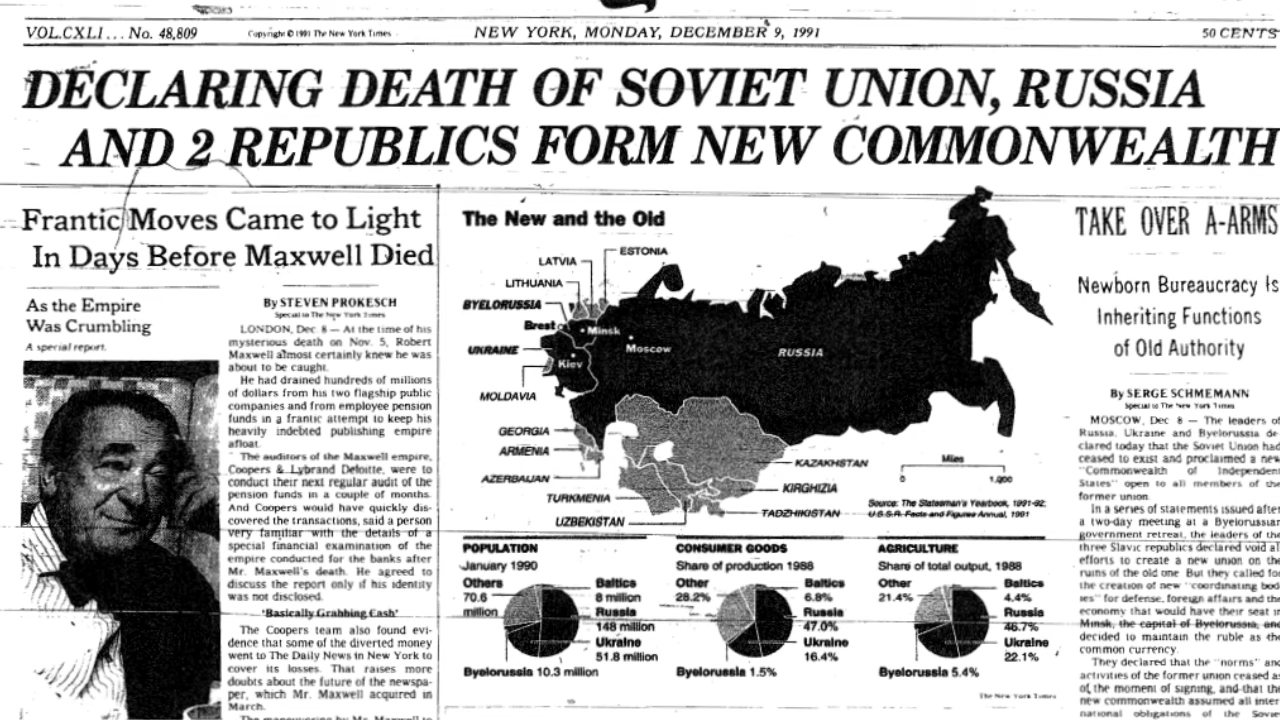 VOL.CXLI... No. 48,809
Copyright © 1991 The New York Times
NEW YORK, MONDAY, DECEMBER 9, 1991
50 CENTS
DECLARING DEATH OF SOVIET UNION, RUSSIA
AND 2 REPUBLICS FORM NEW COMMONWEALTH
Frantic Moves Came to Light
In Days Before Maxwell Died
As the Empire
Was Crumbling
A special report.
By STEVEN PROKESCH
Special to The New York Times
LONDON, Dec. 8 — At the time of his
mysterious death on Nov. 5, Robert
Maxwell almost certainly knew he was
about to be caught.
He had drained hundreds of millions
of dollars from his two flagship public
companies and from employee pension
funds in a frantic attempt to keep his
heavily indebted publishing empire
afloat.
The auditors of the Maxwell empire,
Coopers & Lybrand Deloitte, were to
conduct their next regular audit of the
pension funds in a couple of months.
And Coopers would have quickly dis-
covered the transactions, said a person
very familiar with the details of a
special financial examination of the
empire conducted for the banks after
Mr. Maxwell's death. He agreed to
discuss the report only if his identity
was not disclosed.
'Basically Grabbing Cash'
The Coopers team also found evi-
dence that some of the diverted money
went to The Daily News in New York to
cover its losses. That raises more
doubts about the future of the newspa-
per, which Mr. Maxwell acquired in
March.
The New and the Old
ESTONIA
LATVIA
LITHUANIA
BYELORUSSIA
Brest
Minsk
Moscow
UKRAINE
Kiev
RUSSIA
MOLDAVIA
GEORGIA
ARMENIA
AZERBAIJAN
KAZAKHSTAN
TURKMENIA
KIRGHIZIA
UZBEKISTAN
TADZHIKISTAN
Miles
0 1,000
Source: The Statesman's Yearbook, 1991-92,
U.S.S.R. Facts and Figures Annual, 1991
POPULATION
January 1990
Others
70.6
million
Baltics
8 million
Russia
148 million
Ukraine
51.8 million
Byelorussia 10.3 million
CONSUMER GOODS
Share of production 1988
Other
28.2%
Baltics
6.8%
Russia
47.0%
Ukraine
16.4%
Byelorussia 1.5%
AGRICULTURE
Share of total output, 1988
Other
21.4%
Baltics
4.4%
Russia
46.7%
Ukraine
22.1%
Byelorussia 5.4%
The New York Times
TAKE OVER A-ARMS
Newborn Bureaucracy Is
Inheriting Functions
of Old Authority
By SERGE SCHMEMANN
Special to The New York Times
MOSCOW, Dec. 8 — The leaders of
Russia, Ukraine and Byelorussia de-
clared today that the Soviet Union had
ceased to exist and proclaimed a new
"Commonwealth of Independent
States" open to all members of the
former union.
In a series of statements issued after
a two-day meeting at a Byelorussian
government retreat, the leaders of the
three Slavic republics declared void all
efforts to create a new union on the
ruins of the old one. But they called for
the creation of new "coordinating bod-
ies" for defense, foreign affairs and the
economy that would have their seat in
Minsk, the capital of Byelorussia, and
decided to maintain the ruble as the
common currency.
They declared that the "norms" and
activities of the former union ceased as
of the moment of signing, and that the
new commonwealth assumed all inter-
national obligations of the Soviet